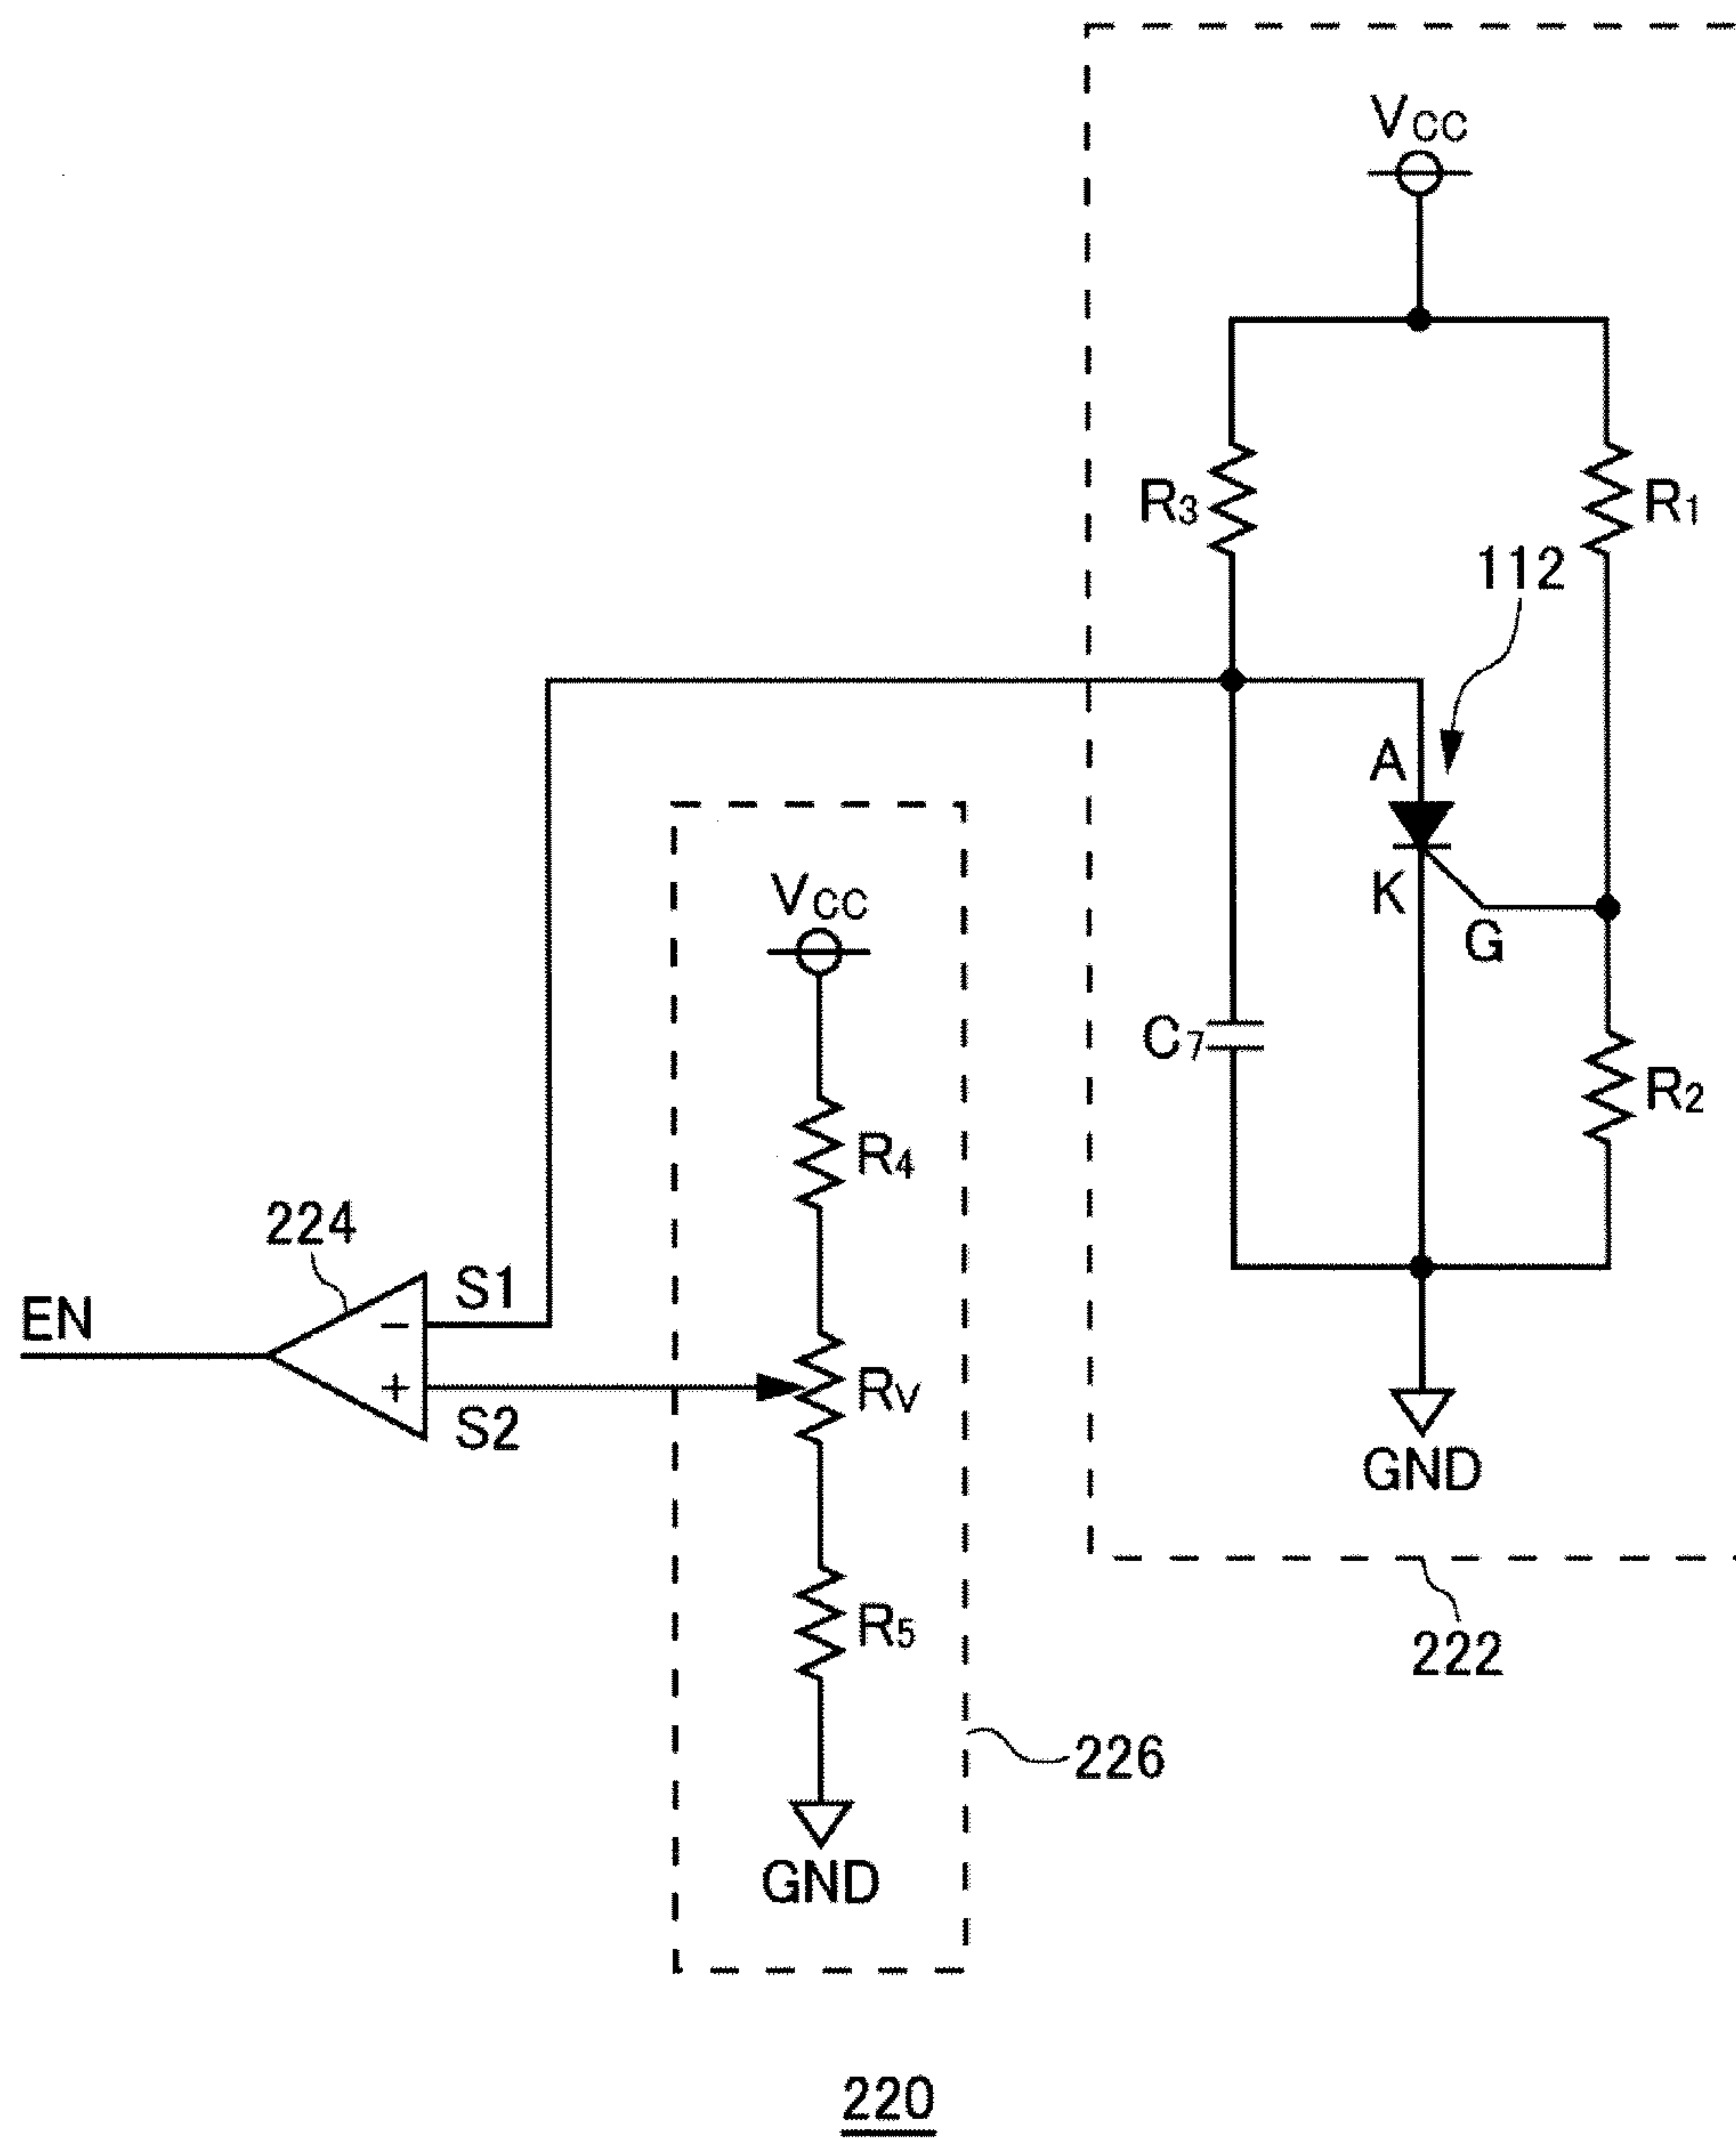 VCC
R3
R1
112
A
K
G
C7
R2
GND
222
VCC
R4
RV
R5
GND
226
224
S1
EN
−
+
S2
220